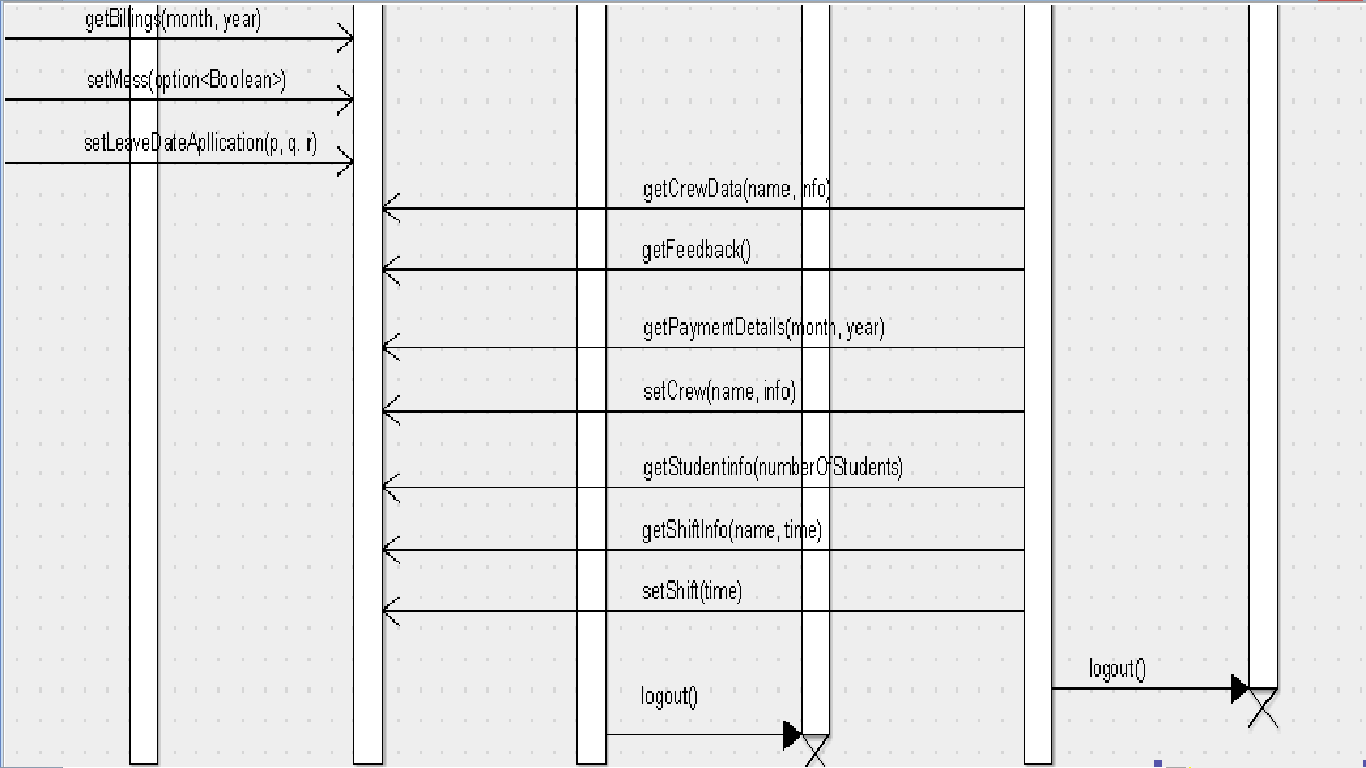 getBillings(month, year)
setMess(option<Boolean>)
setLeaveDateApllication(p, q. r)
getCrewData(name, info)
getFeedback()
getPaymentDetails(month, year)
setCrew(name, info)
getStudentinfo(numberOfStudents)
getShiftInfo(name, time)
setShift(time)
logout()
logout()